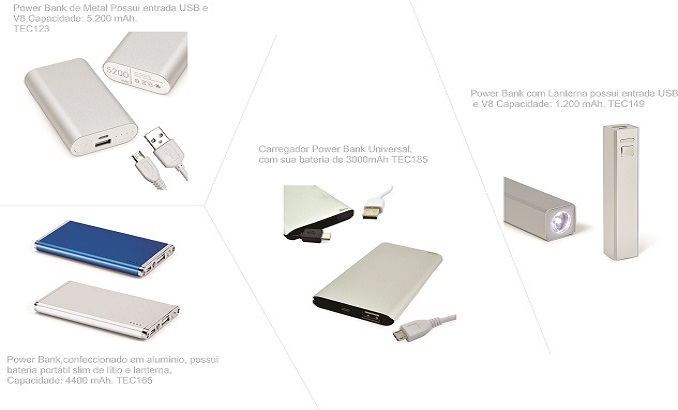 Power Bank de Metal Possui entrada USB e
V8,Capacidade: 5.200 mAh.
TEC123
5200
Power Bank com Lanterna possui entrada USB
e V8 Capacidade: 1.200 mAh. TEC149
Carregador Power Bank Universal,
com sua bateria de 3000mAh TEC185
Power Bank,confeccionado em alumínio, possui
bateria portátil slim de lítio e lanterna,
Capacidade: 4400 mAh. TEC165